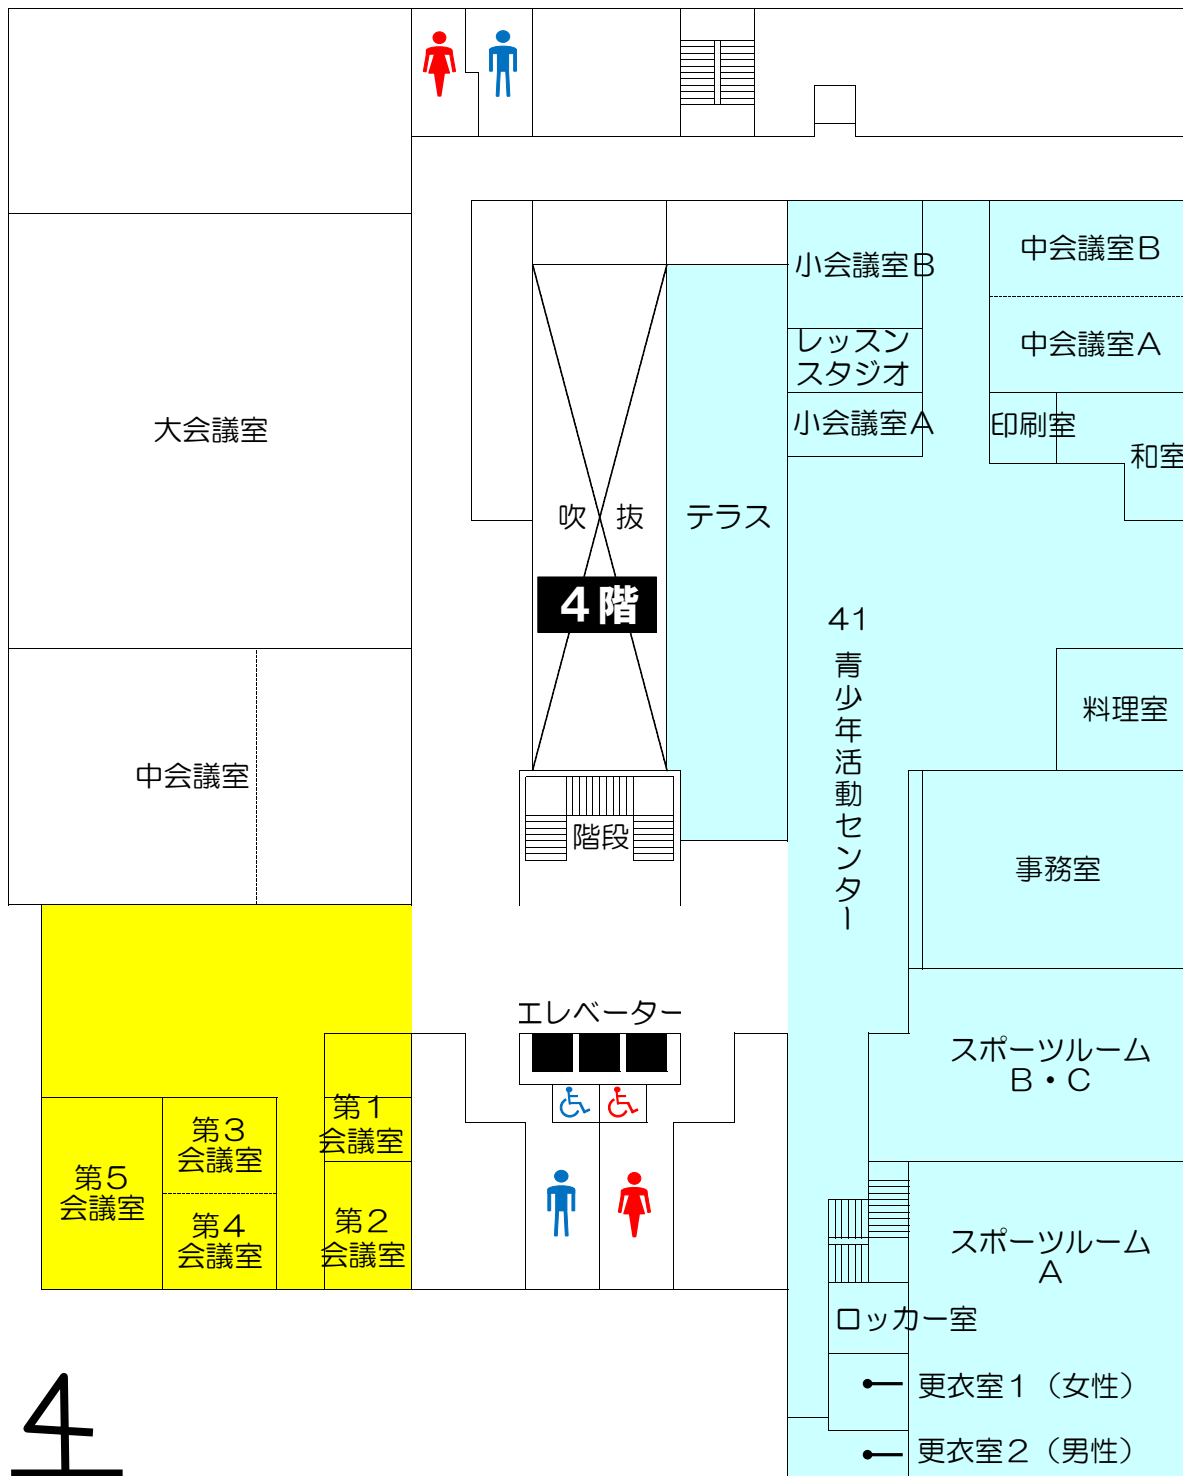 小会議室Ｂ
中会議室Ｂ
レッスン
スタジオ
中会議室Ａ
大会議室
小会議室Ａ
印刷室
和室
吹 抜
テラス
４階
41
青少年活動センター
料理室
中会議室
階段
事務室
エレベーター
スポーツルーム
Ｂ・Ｃ
第１
会議室
第３
会議室
第５
会議室
第４
会議室
第２
会議室
スポーツルーム
Ａ
ロッカー室
更衣室１（女性）
更衣室２（男性）
4